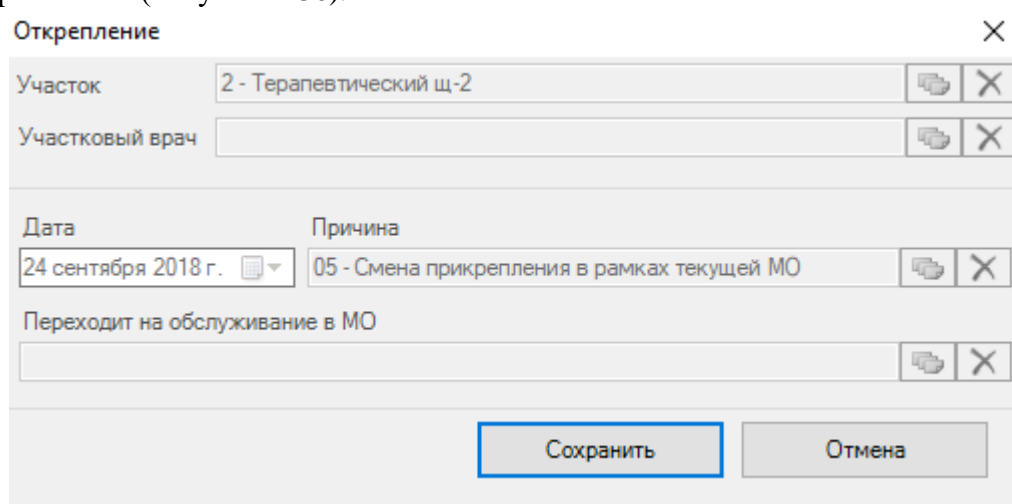 Открепление
Участок 2 - Терапевтический щ-2
Участковый врач
Дата Причина
24 сентября 2018 г. 05 - Смена прикрепления в рамках текущей МО
Переходит на обслуживание в МО
Сохранить Отмена